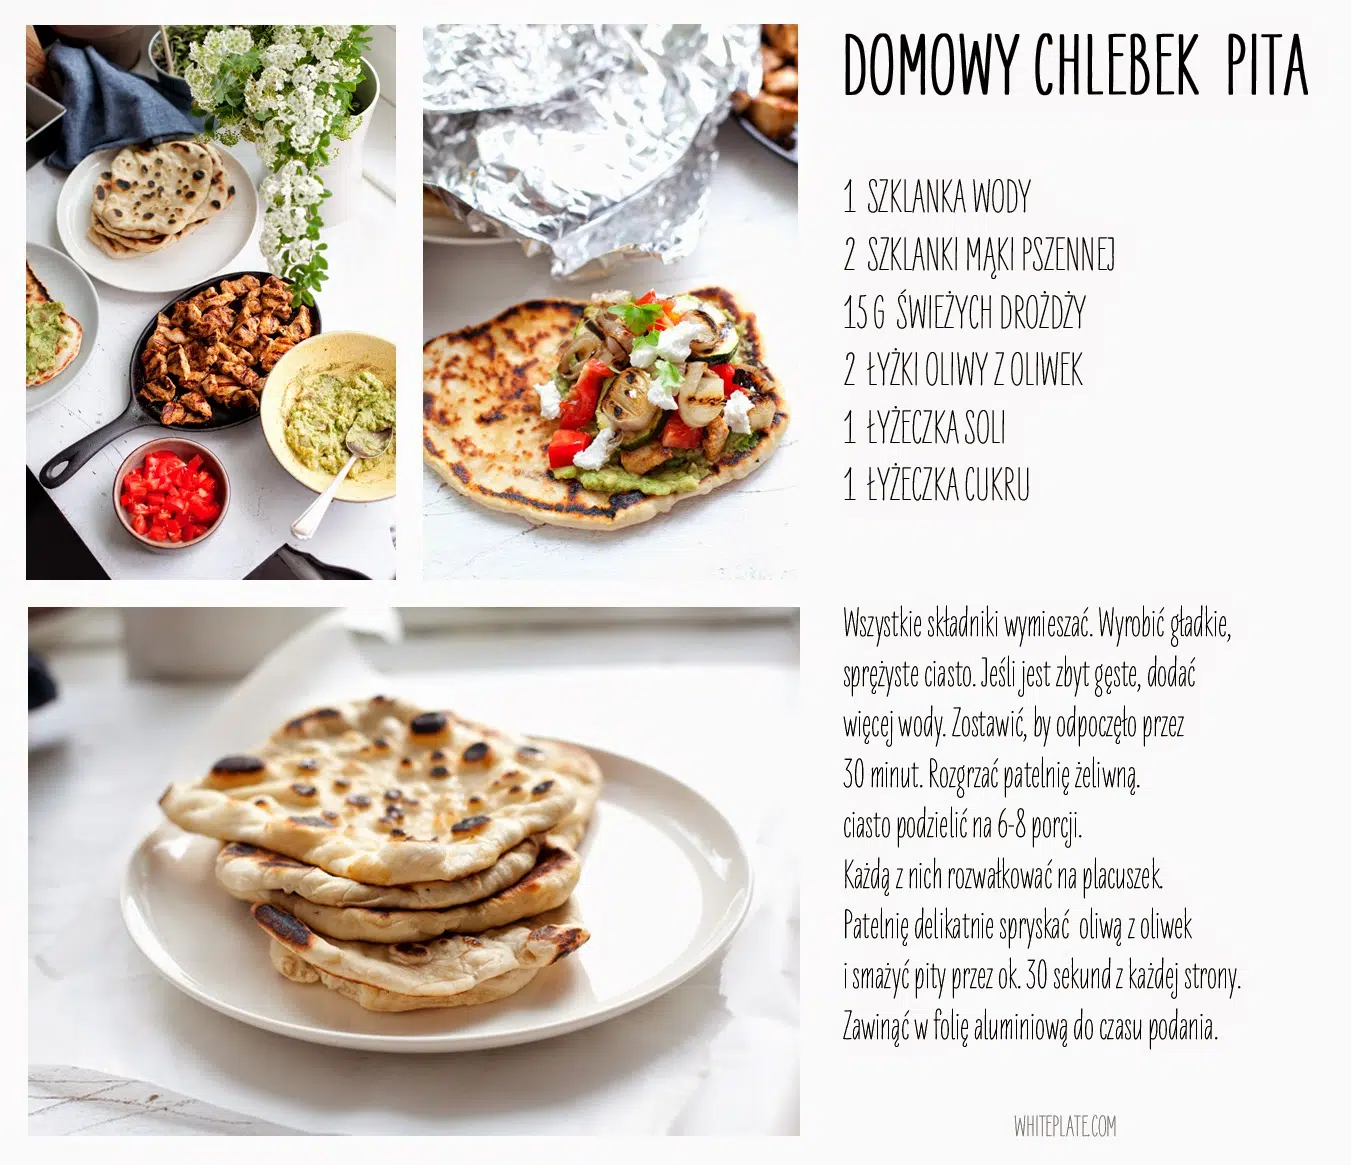 DOMOWY CHLEBEK PITA
1 SZKLANKA WODY
2 SZKLANKI MĄKI PSZENNEJ
15 G ŚWIEŻYCH DROŻDŻY
2 ŁYŻKI OLIWY Z OLIWEK
1 ŁYŻECZKA SOLI
1 ŁYŻECZKA CUKRU
Wszystkie składniki wymieszać. Wyrobić gładkie,
sprężyste ciasto. Jeśli jest zbyt gęste, dodać
więcej wody. Zostawić, by odpoczęło przez
30 minut. Rozgrzać patelnię żeliwną.
ciasto podzielić na 6-8 porcji.
Każdą z nich rozwałkować na placuszek.
Patelnię delikatnie spryskać oliwą z oliwek
i smażyć pity przez ok. 30 sekund z każdej strony.
Zawinąć w folię aluminiową do czasu podania.
WHITEPLATE.COM